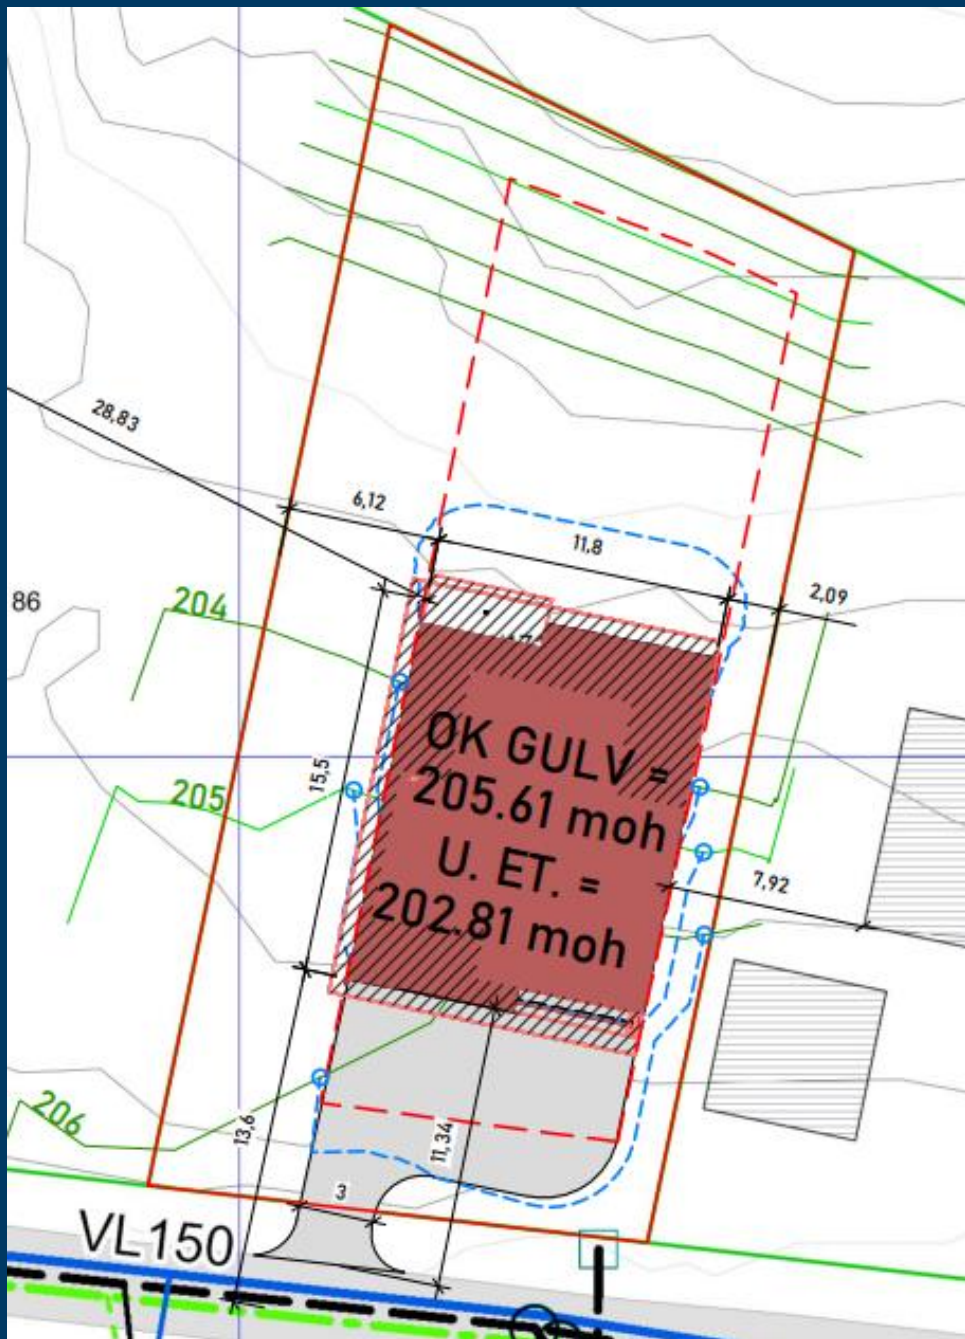 28,83
6,12
11,8
2,09
86
204
OK GULV =
205.61 moh
U. ET. =
202.81 moh
15,5
205
7,92
206
13,6
11,34
3
VL150